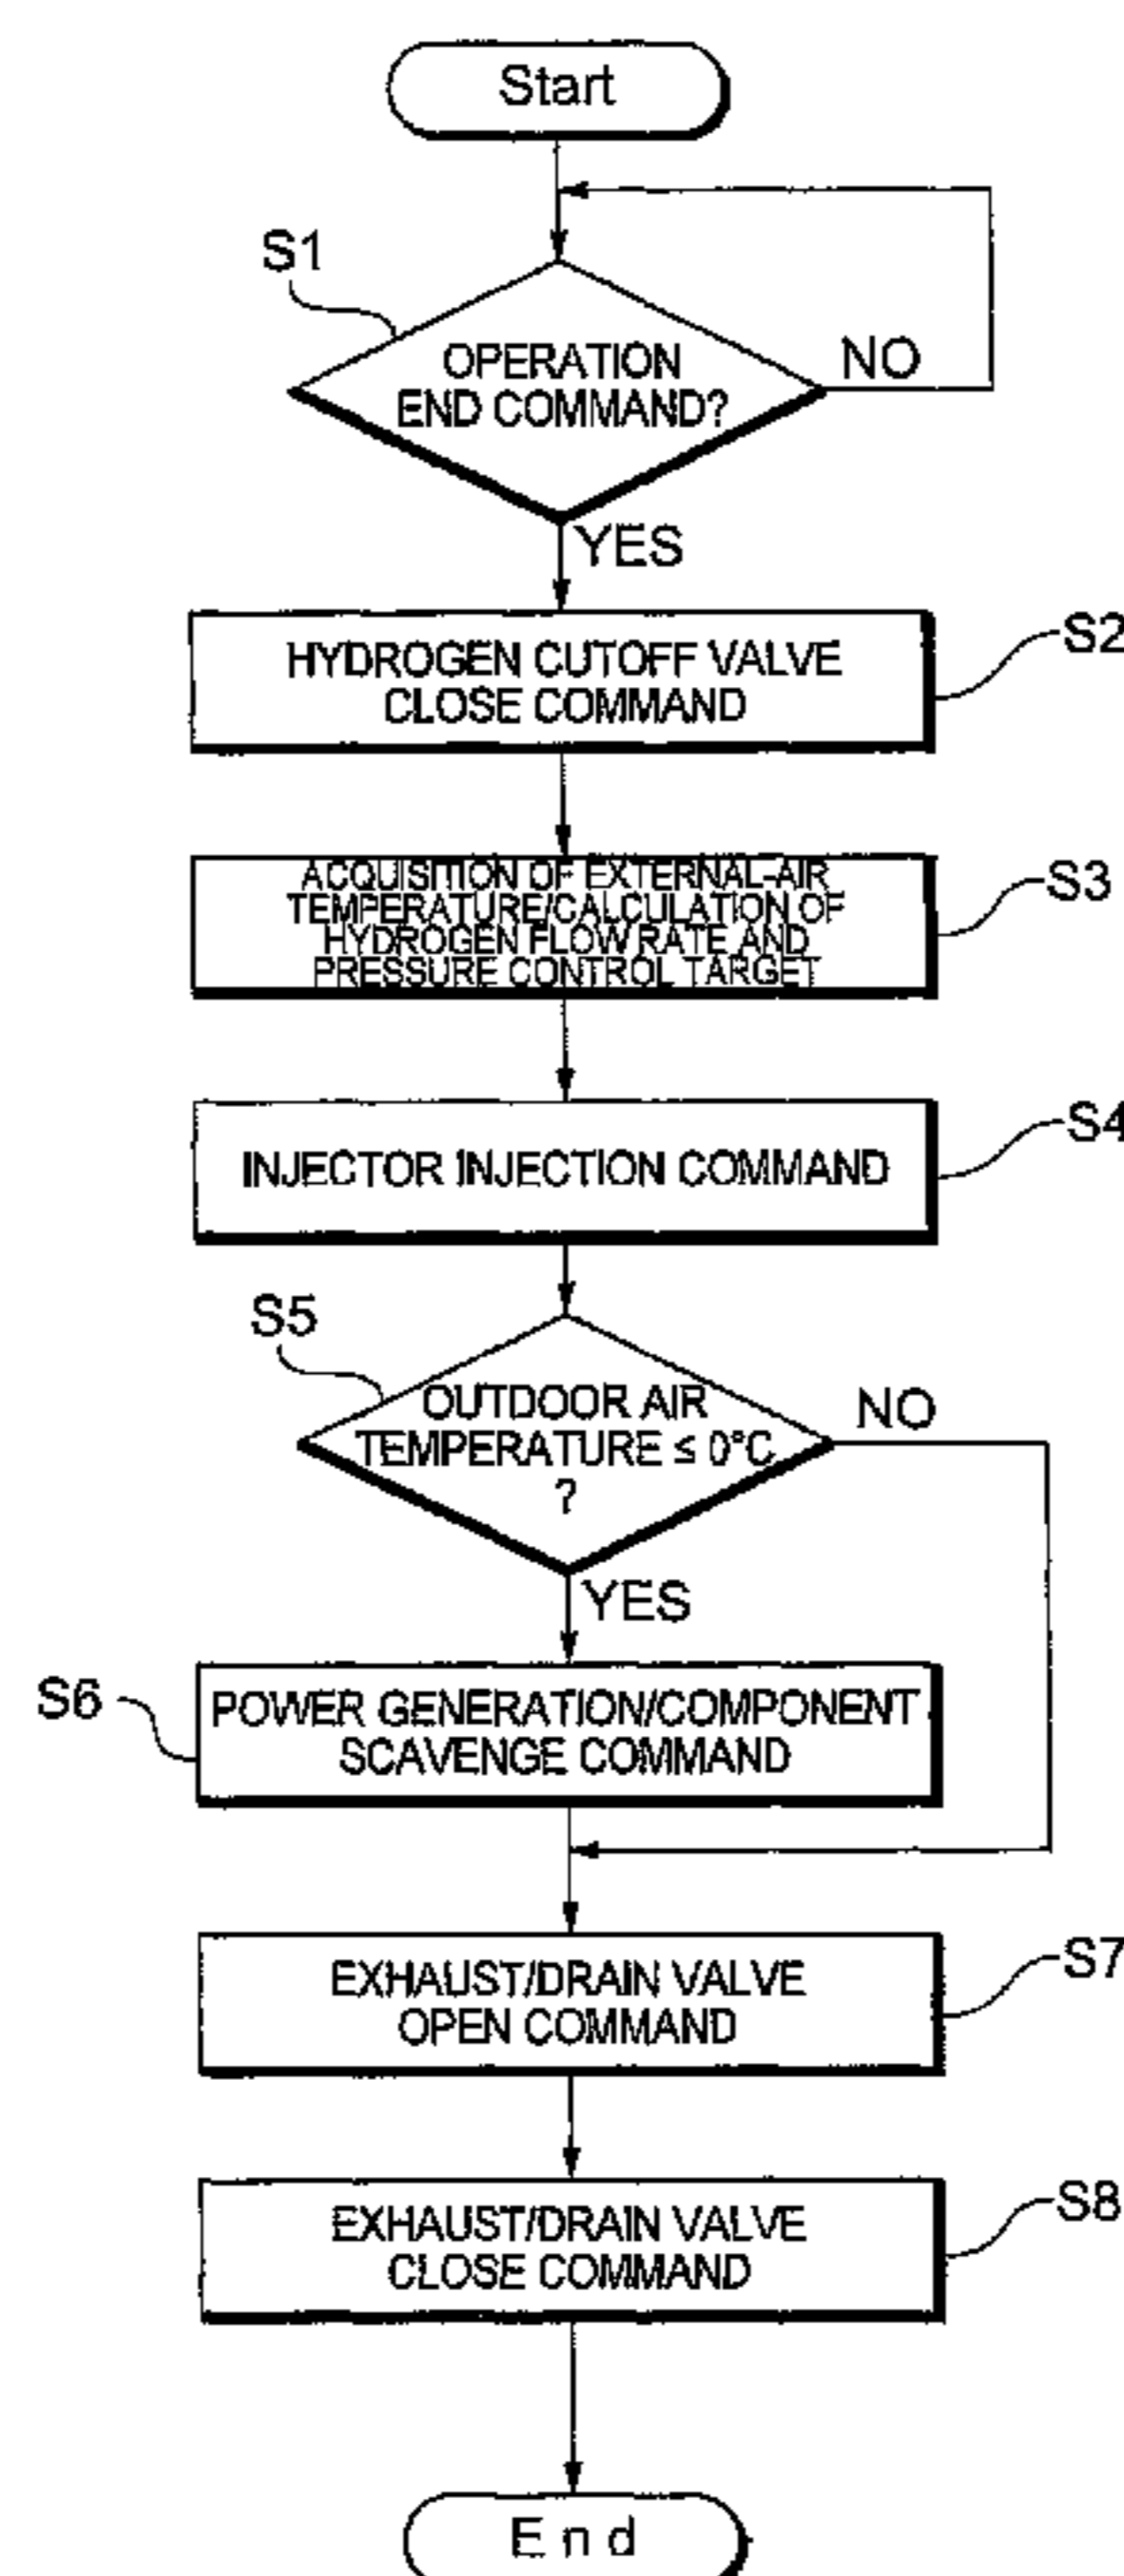 Start
S1
OPERATION
END COMMAND?
NO
YES
HYDROGEN CUTOFF VALVE
CLOSE COMMAND
S2
ACQUISITION OF EXTERNAL-AIR
TEMPERATURE/CALCULATION OF
HYDROGEN FLOW RATE AND
PRESSURE CONTROL TARGET
S3
INJECTOR INJECTION COMMAND
S4
S5
OUTDOOR AIR
TEMPERATURE ≤ 0°C
?
NO
YES
S6
POWER GENERATION/COMPONENT
SCAVENGE COMMAND
EXHAUST/DRAIN VALVE
OPEN COMMAND
S7
EXHAUST/DRAIN VALVE
CLOSE COMMAND
S8
End